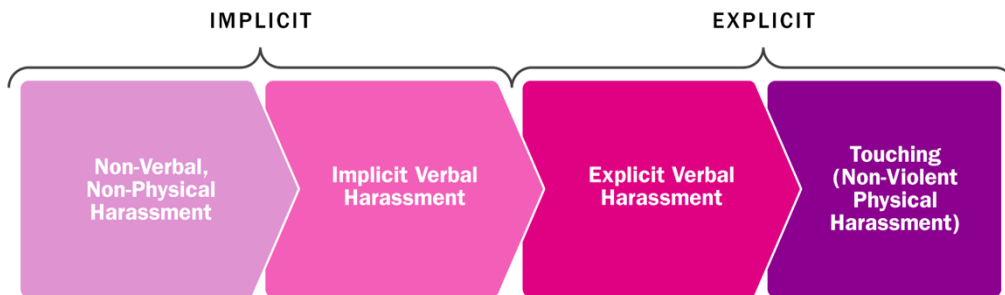 IMPLICIT
EXPLICIT
Non-Verbal,
Non-Physical
Harassment
Implicit Verbal
Harassment
Explicit Verbal
Harassment
Touching
(Non-Violent
Physical
Harassment)